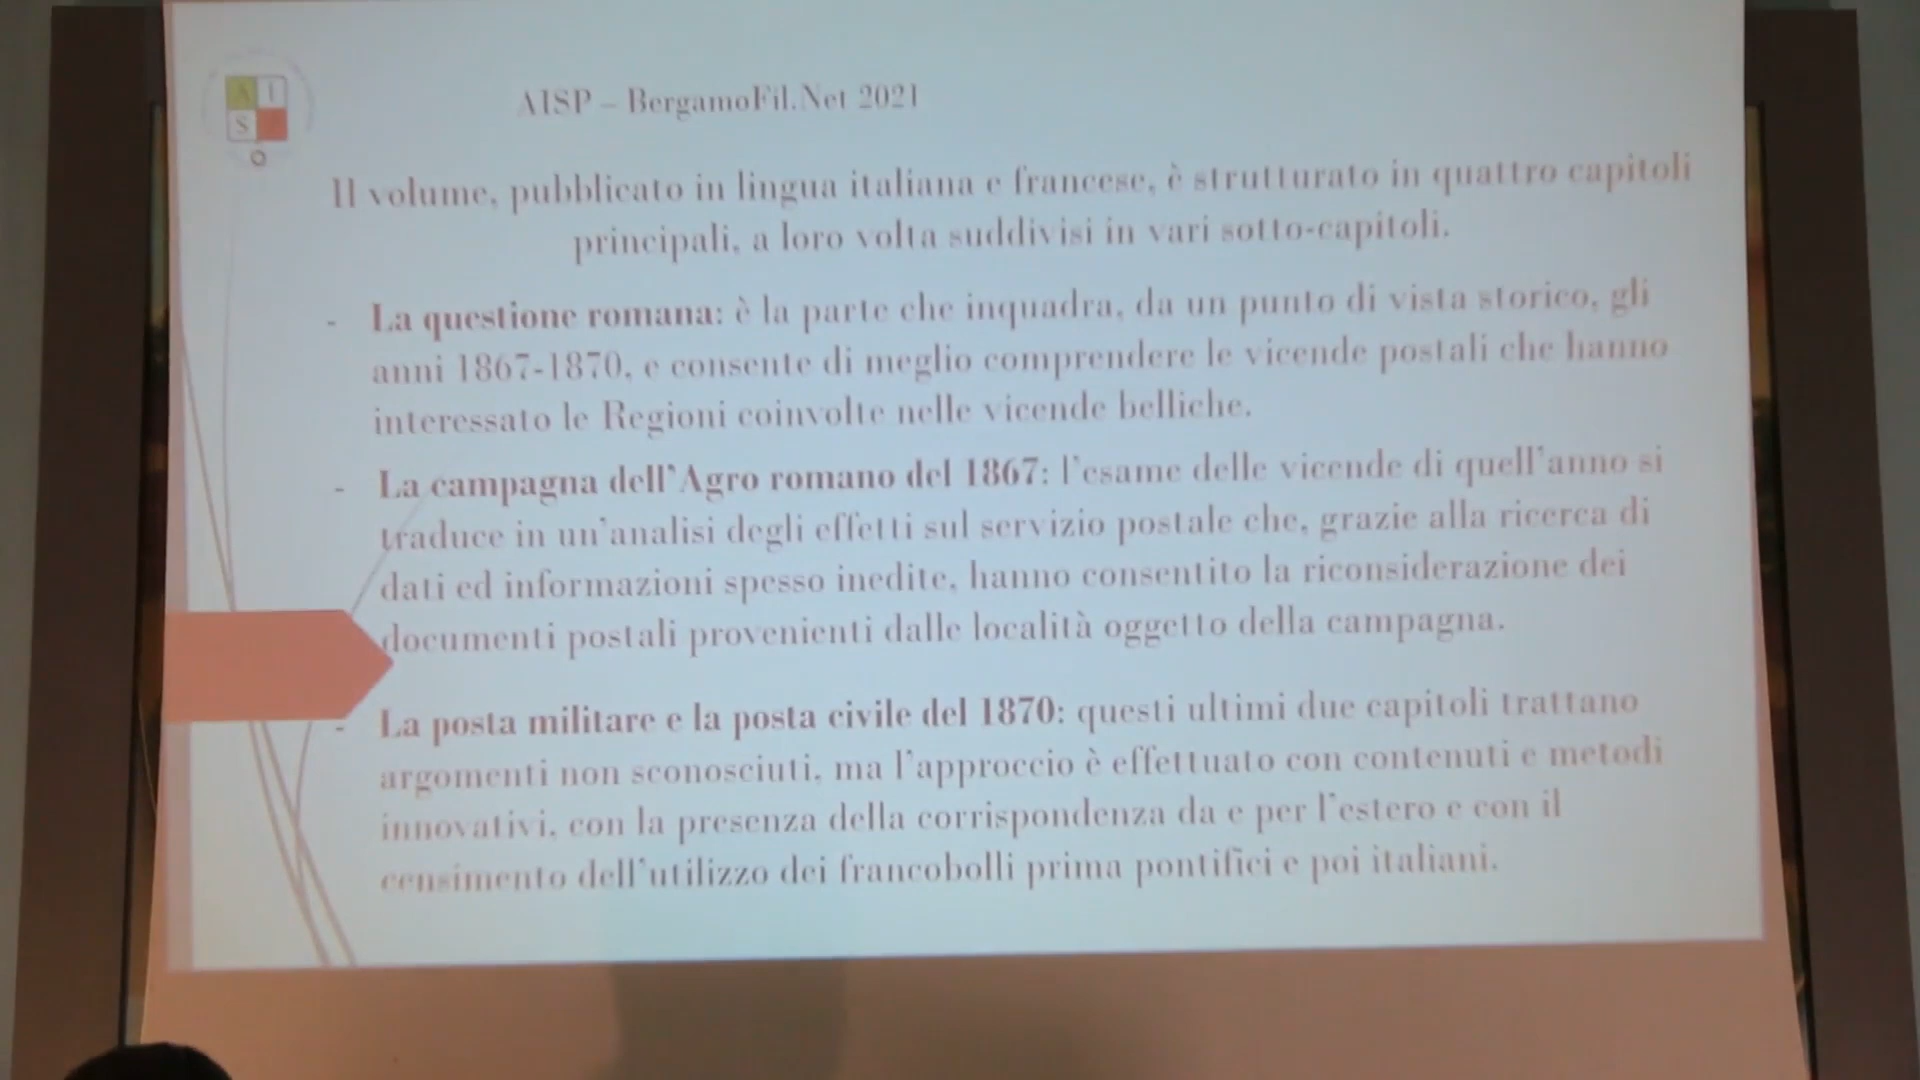 A I
S
AISP – BergamoFil.Net 2021
Il volume, pubblicato in lingua italiana e francese, è strutturato in quattro capitoli
principali, a loro volta suddivisi in vari sotto-capitoli.
- La questione romana: è la parte che inquadra, da un punto di vista storico, gli
anni 1867-1870, e consente di meglio comprendere le vicende postali che hanno
interessato le Regioni coinvolte nelle vicende belliche.
- La campagna dell'Agro romano del 1867: l'esame delle vicende di quell'anno si
traduce in un'analisi degli effetti sul servizio postale che, grazie alla ricerca di
dati ed informazioni spesso inedite, hanno consentito la riconsiderazione dei
documenti postali provenienti dalle località oggetto della campagna.
- La posta militare e la posta civile del 1870: questi ultimi due capitoli trattano
argomenti non sconosciuti, ma l'approccio è effettuato con contenuti e metodi
innovativi, con la presenza della corrispondenza da e per l'estero e con il
censimento dell'utilizzo dei francobolli prima pontifici e poi italiani.